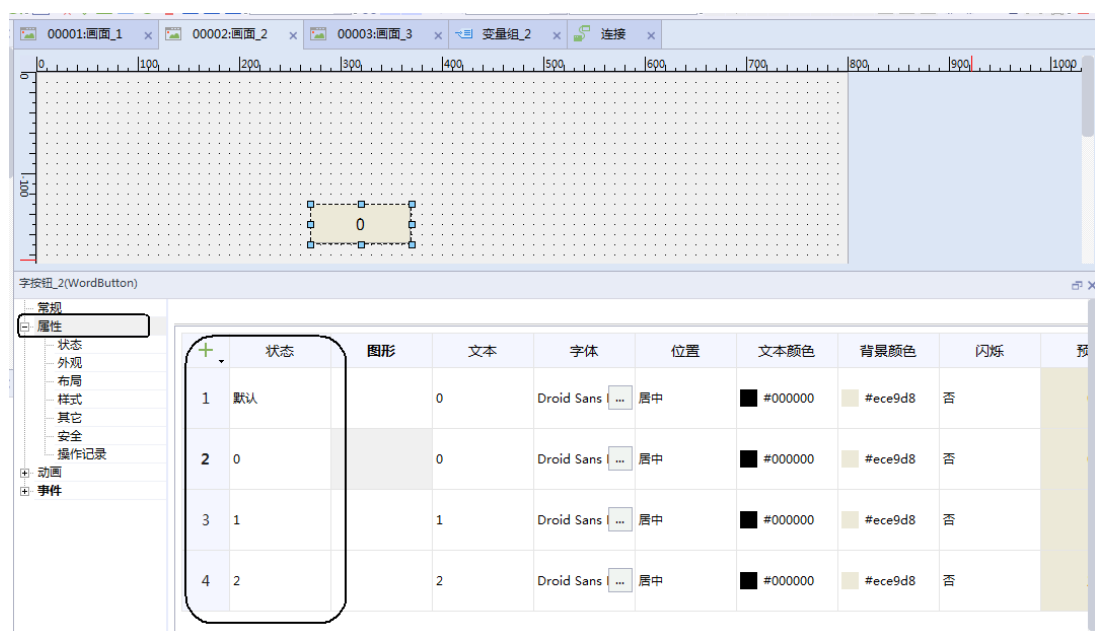 00001:画面_1 × 00002:画面_2 × 00003:画面_3 × 变量组_2 × 连接 ×
0 100 200 300 400 500 600 700 800 900 1000
0
100
0
字按钮_2(WordButton)
常规
属性
状态
外观
布局
样式
其它
安全
操作记录
动画
事件
+ 状态 图形 文本 字体 位置 文本颜色 背景颜色 闪烁
1 默认 0 Droid Sans ... 居中 #000000 #ece9d8 否
2 0 0 Droid Sans ... 居中 #000000 #ece9d8 否
3 1 1 Droid Sans ... 居中 #000000 #ece9d8 否
4 2 2 Droid Sans ... 居中 #000000 #ece9d8 否